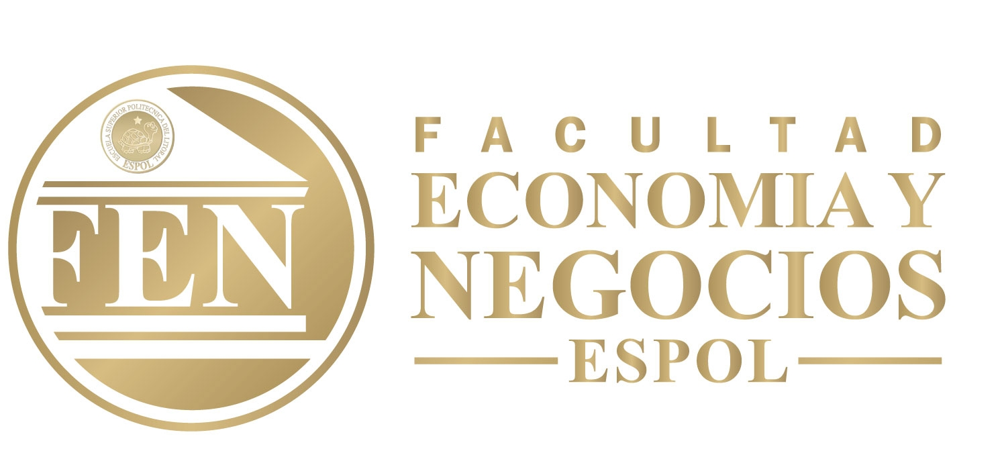 ESCUELA SUPERIOR POLITECNICA DEL LITORAL
ESPOL
FEN
FACULTAD
ECONOMIA Y
NEGOCIOS
ESPOL